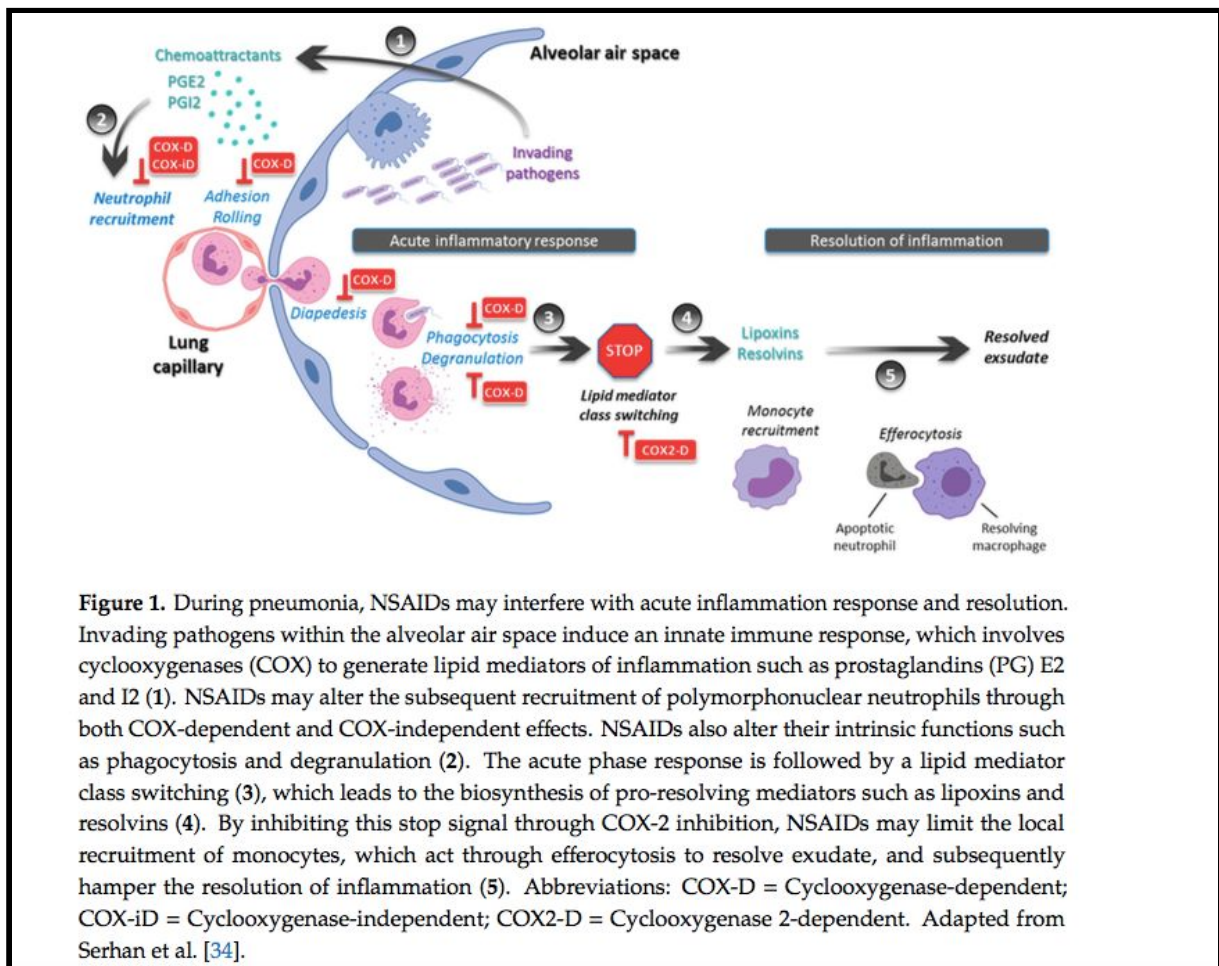 1
Alveolar air space
Chemoattractants
PGE2
PGI2
2
COX-D
COX-iD
COX-D
Invading
pathogens
Neutrophil
recruitment
Adhesion
Rolling
Acute inflammatory response
Resolution of inflammation
COX-D
Diapedesis
COX-D
Phagocytosis
Degranulation
COX-D
3
STOP
4
Lipoxins
Resolvins
5
Resolved
exsudate
Lung
capillary
Lipid mediator
class switching
COX2-D
Monocyte
recruitment
Efferocytosis
Apoptotic
neutrophil
Resolving
macrophage
Figure 1. During pneumonia, NSAIDs may interfere with acute inflammation response and resolution.
Invading pathogens within the alveolar air space induce an innate immune response, which involves
cyclooxygenases (COX) to generate lipid mediators of inflammation such as prostaglandins (PG) E2
and I2 (1). NSAIDs may alter the subsequent recruitment of polymorphonuclear neutrophils through
both COX-dependent and COX-independent effects. NSAIDs also alter their intrinsic functions such
as phagocytosis and degranulation (2). The acute phase response is followed by a lipid mediator
class switching (3), which leads to the biosynthesis of pro-resolving mediators such as lipoxins and
resolvins (4). By inhibiting this stop signal through COX-2 inhibition, NSAIDs may limit the local
recruitment of monocytes, which act through efferocytosis to resolve exudate, and subsequently
hamper the resolution of inflammation (5). Abbreviations: COX-D = Cyclooxygenase-dependent;
COX-iD = Cyclooxygenase-independent; COX2-D = Cyclooxygenase 2-dependent. Adapted from
Serhan et al. [34].